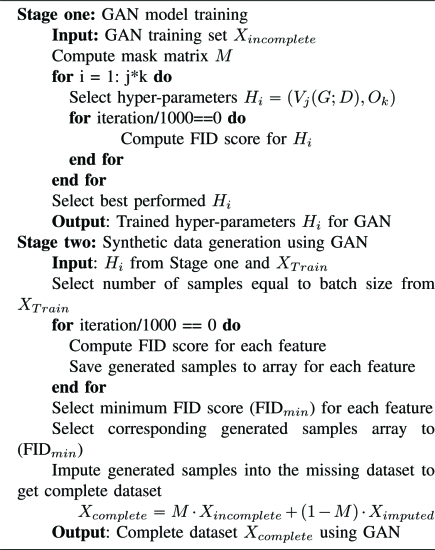 Stage one: GAN model training
Input: GAN training set X_{incomplete}
Compute mask matrix M
for i = 1: j*k do
Select hyper-parameters H_i = (V_j(G; D), O_k)
for iteration/1000==0 do
Compute FID score for H_i
end for
end for
Select best performed H_i
Output: Trained hyper-parameters H_i for GAN
Stage two: Synthetic data generation using GAN
Input: H_i from Stage one and X_{Train}
Select number of samples equal to batch size from
X_{Train}
for iteration/1000 == 0 do
Compute FID score for each feature
Save generated samples to array for each feature
end for
Select minimum FID score (FID_{min}) for each feature
Select corresponding generated samples array to
(FID_{min})
Impute generated samples into the missing dataset to
get complete dataset
X_{complete} = M · X_{incomplete} + (1 − M) · X_{imputed}
Output: Complete dataset X_{complete} using GAN